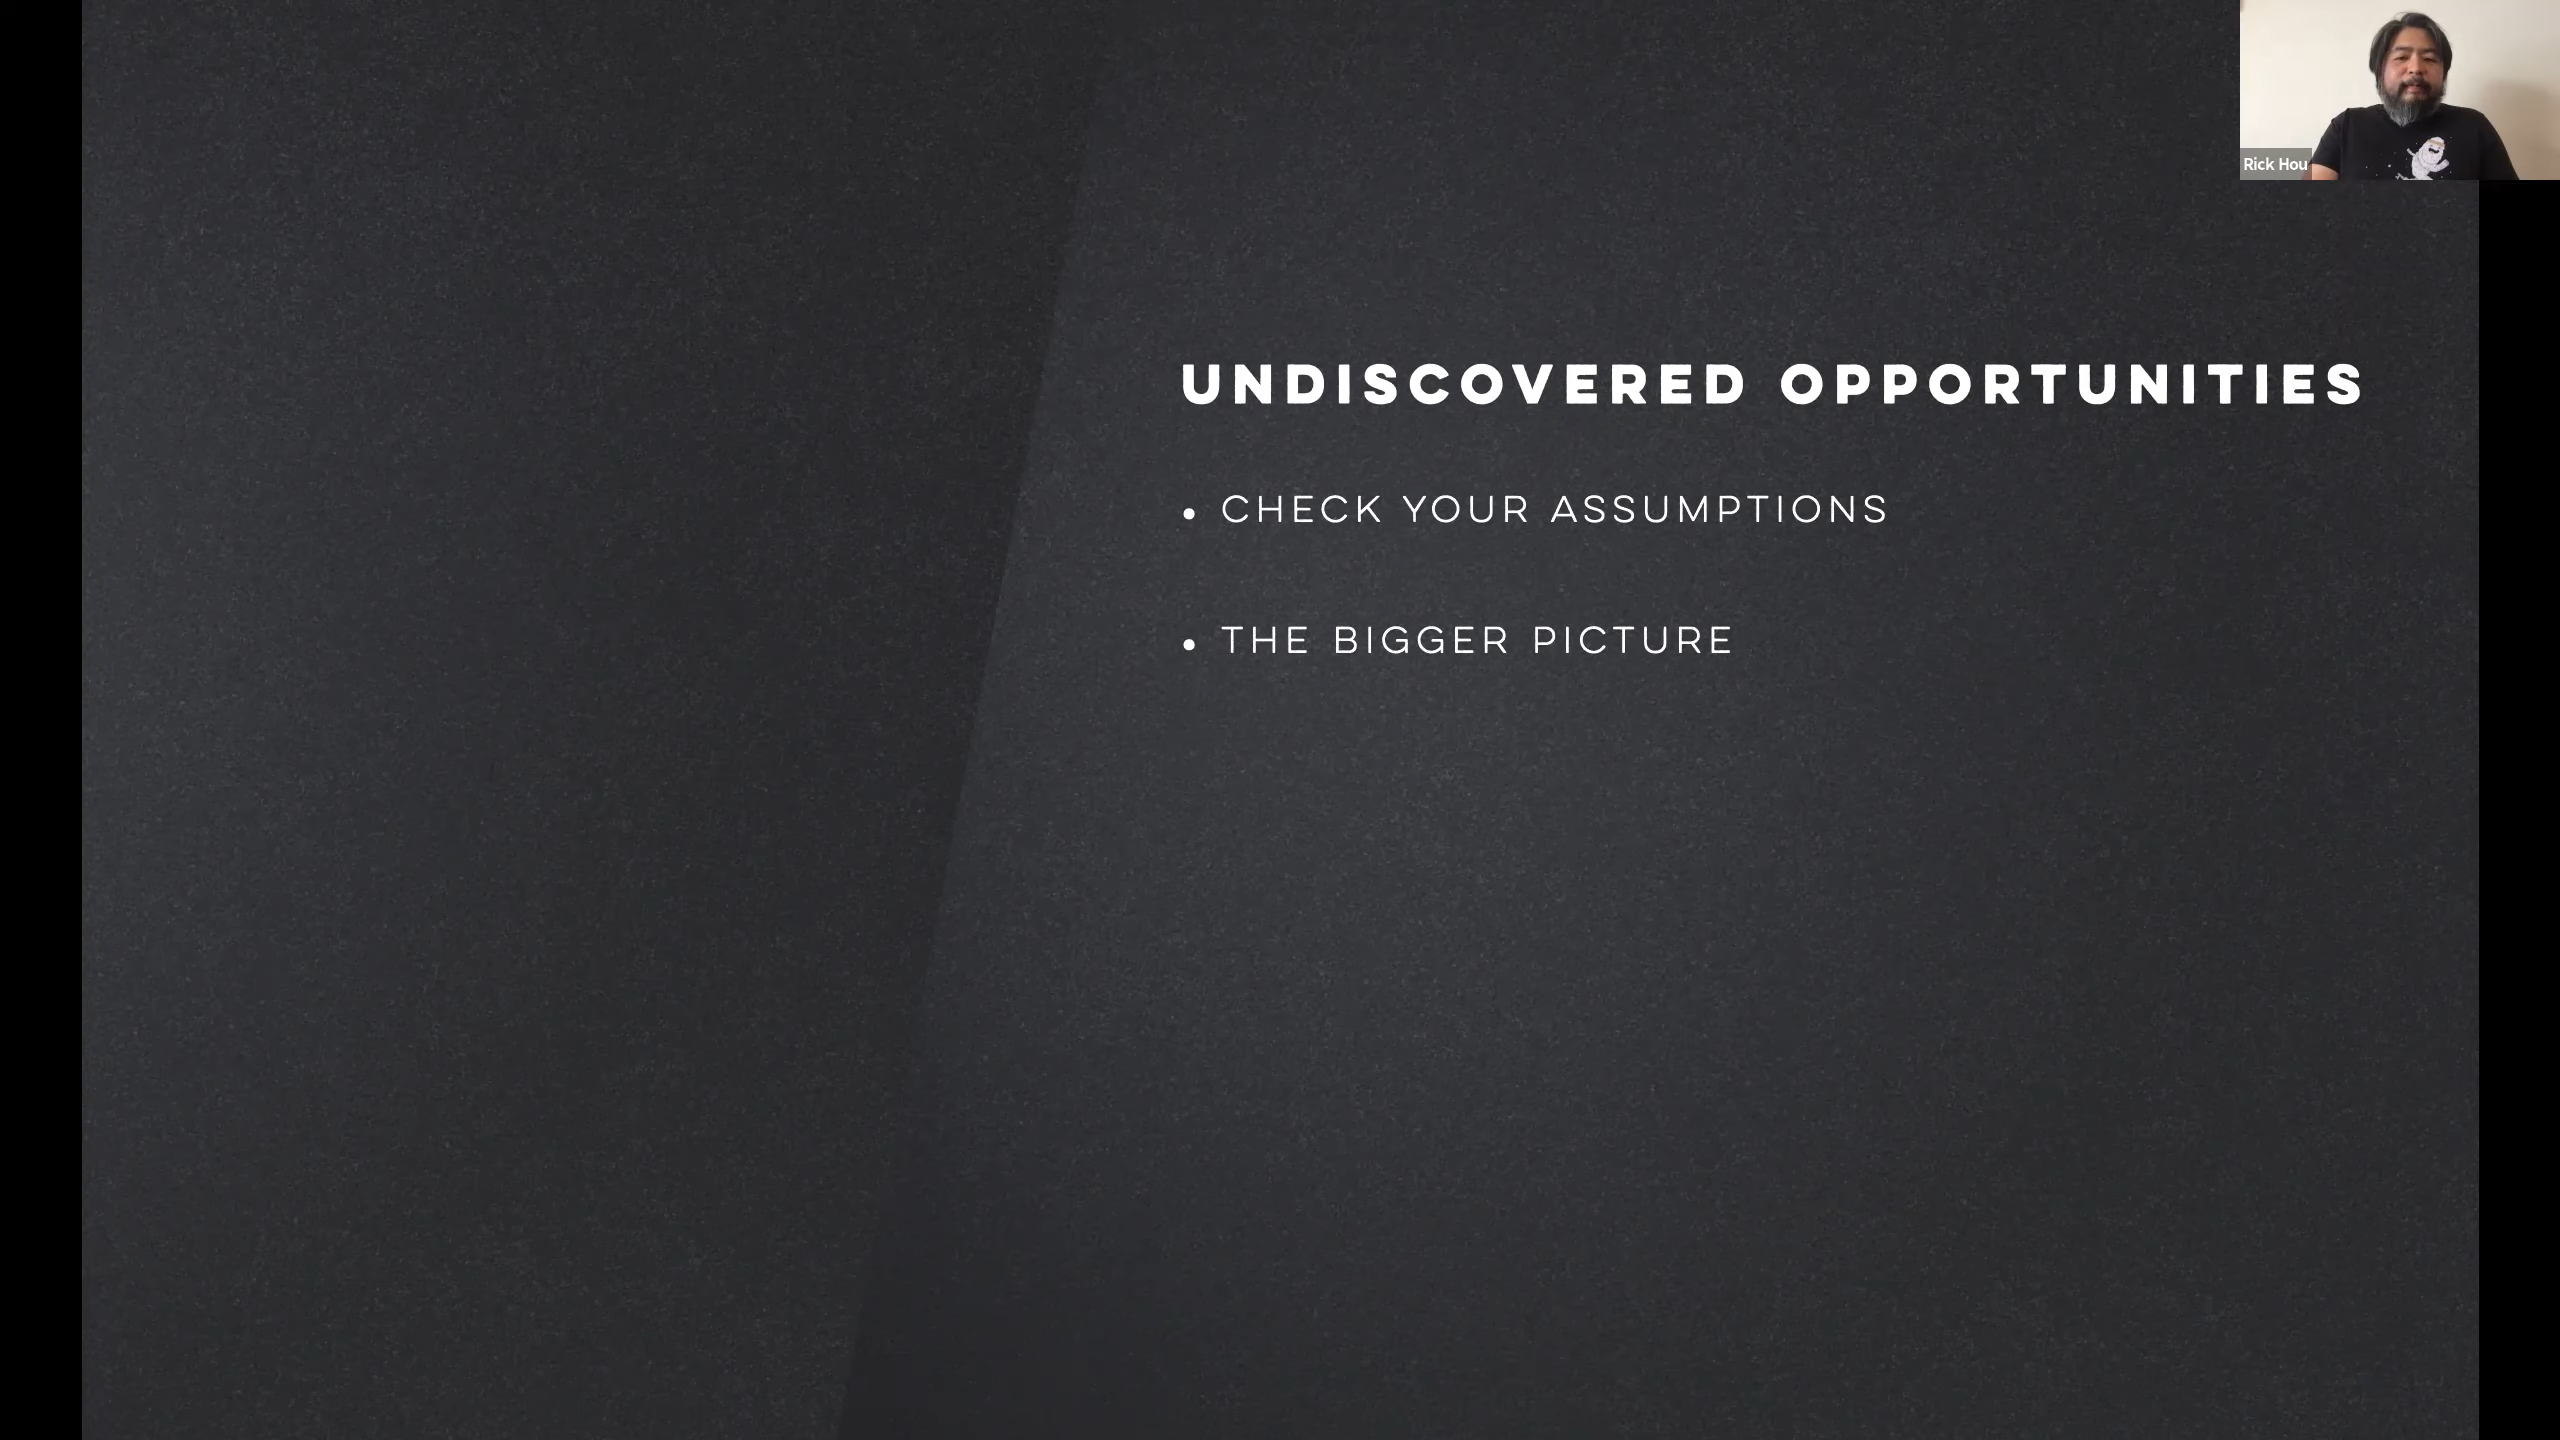 Rick Hou
UNDISCOVERED OPPORTUNITIES
• CHECK YOUR ASSUMPTIONS
• THE BIGGER PICTURE